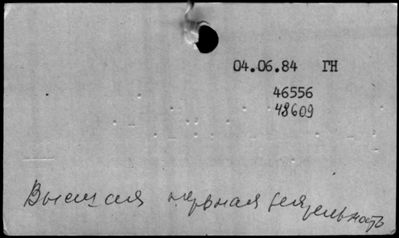 04.06.84 ГН
46556
48609
Высшая нервная деятельность